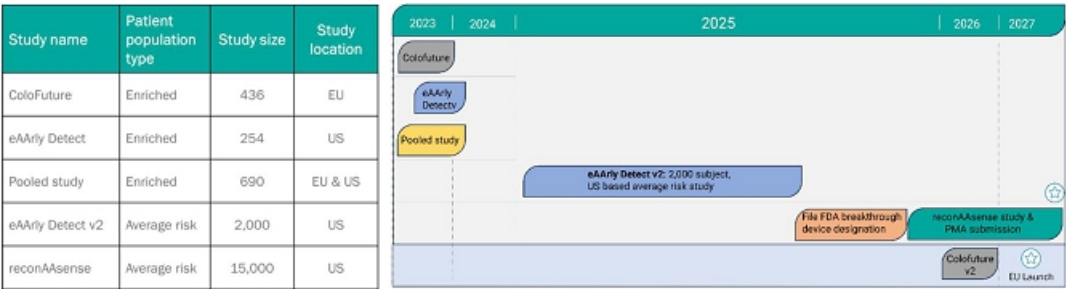 Study name
Patient population type
Study size
Study location
ColoFuture
Enriched
436
EU
eAArly Detect
Enriched
254
US
Pooled study
Enriched
690
EU & US
eAArly Detect v2
Average risk
2,000
US
reconAAsense
Average risk
15,000
US
2023
2024
2025
2026
2027
Colofuture
eAArly
Detectv
Pooled study
eAArly Detect v2: 2,000 subject,
US based average risk study
File FDA breakthrough
device designation
reconAAsense study &
PMA submission
Colofuture
v2
EU Launch